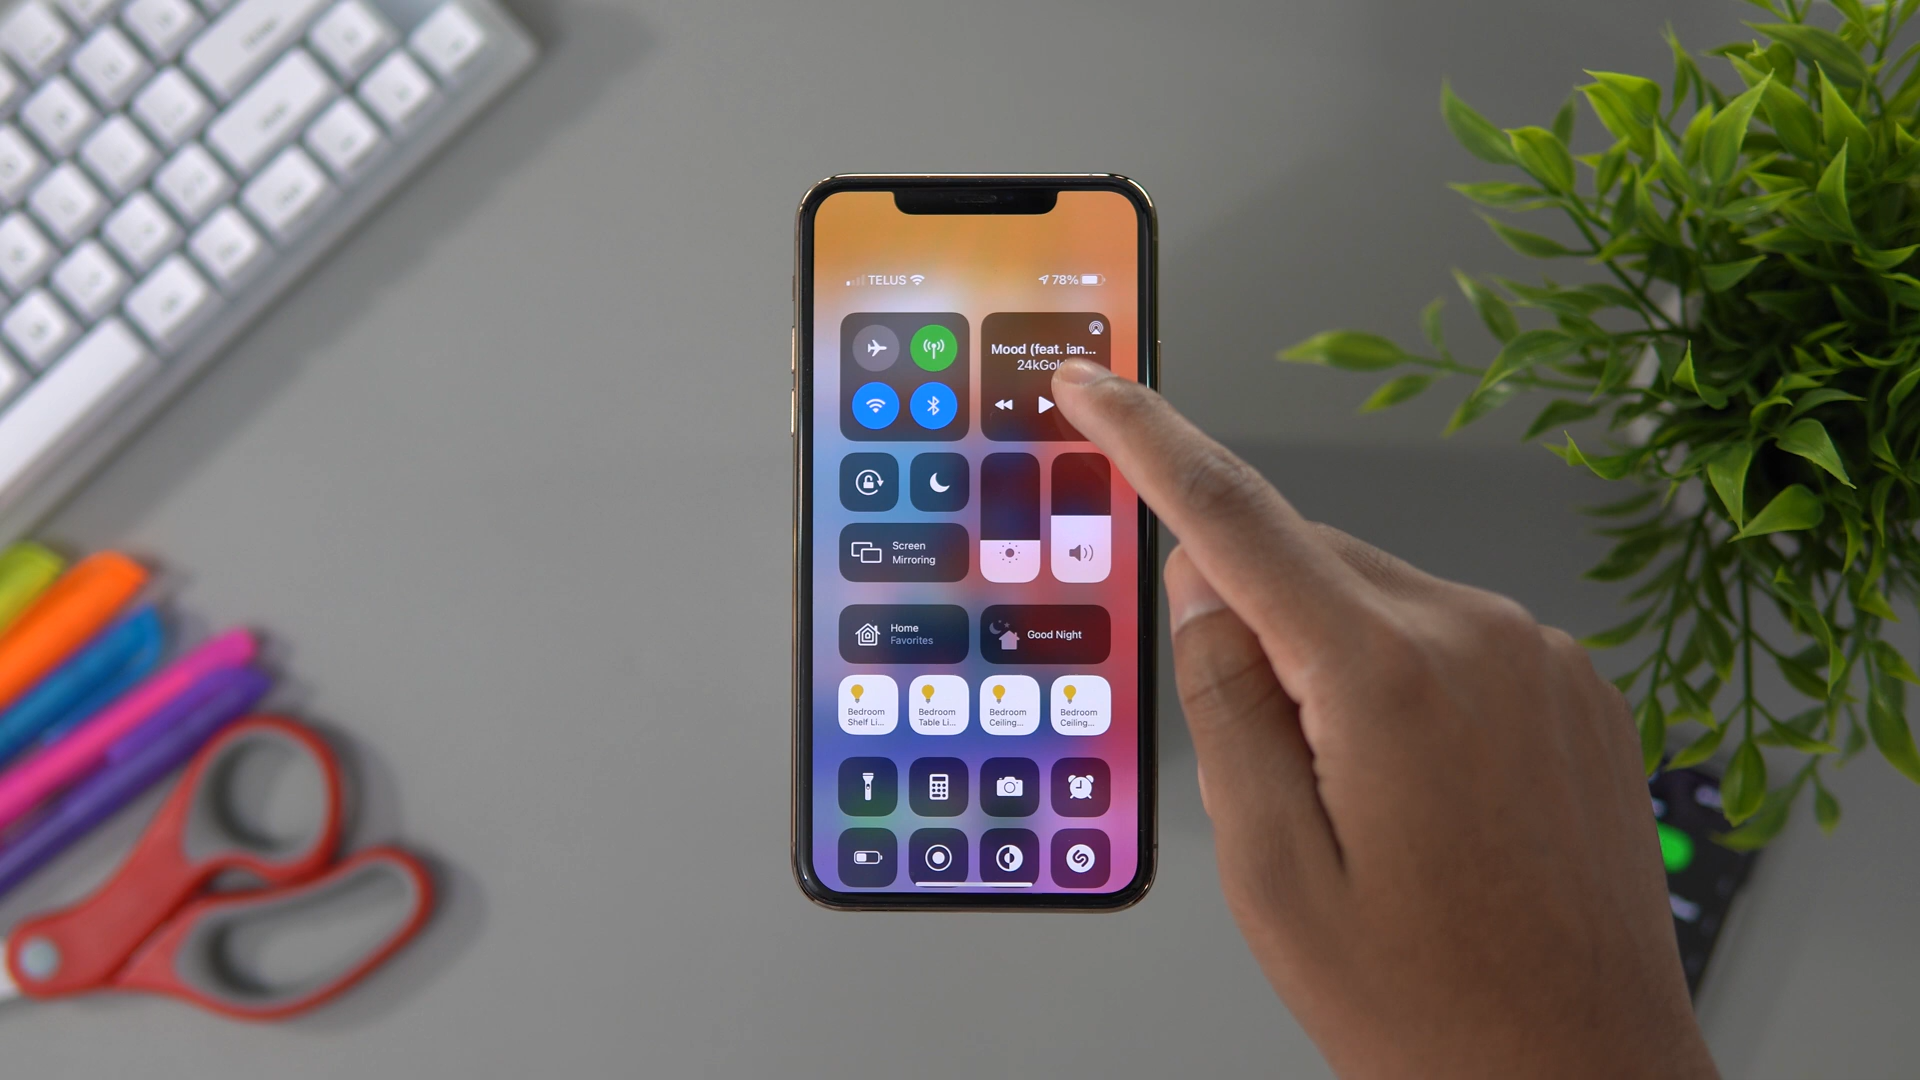 TELUS
78%
Mood (feat. ian...
Screen
Mirroring
Home
Favorites
Good Night
Bedroom
Shelf Li...
Bedroom
Table Li...
Bedroom
Ceiling...
Bedroom
Ceiling...